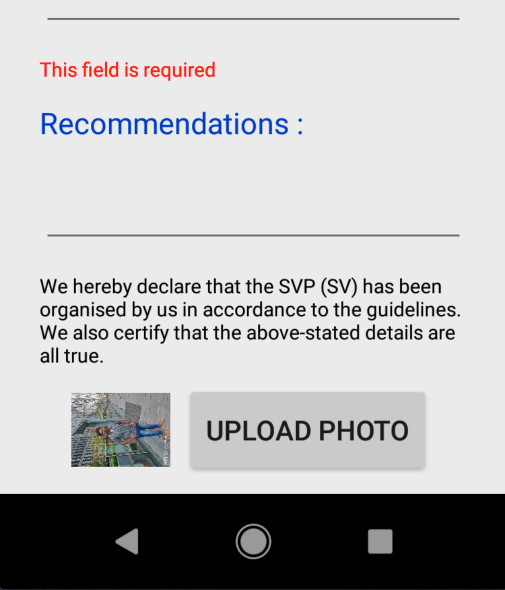 This field is required
Recommendations :
We hereby declare that the SVP (SV) has been
organised by us in accordance to the guidelines.
We also certify that the above-stated details are
all true.
UPLOAD PHOTO